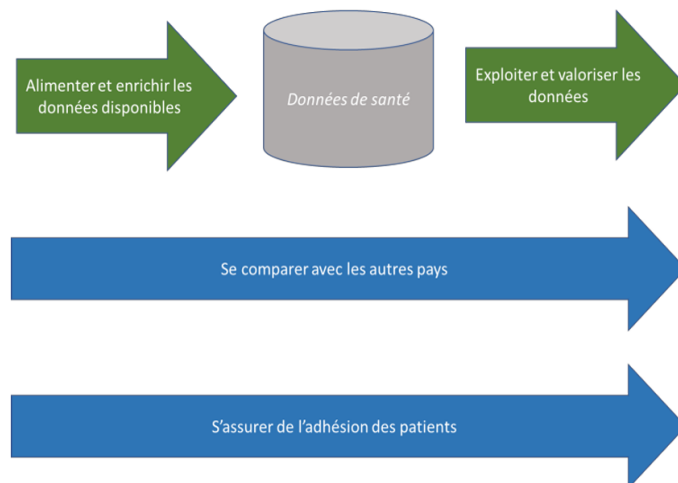 Alimenter et enrichir les
données disponibles
Données de santé
Exploiter et valoriser les
données
Se comparer avec les autres pays
S’assurer de l’adhésion des patients